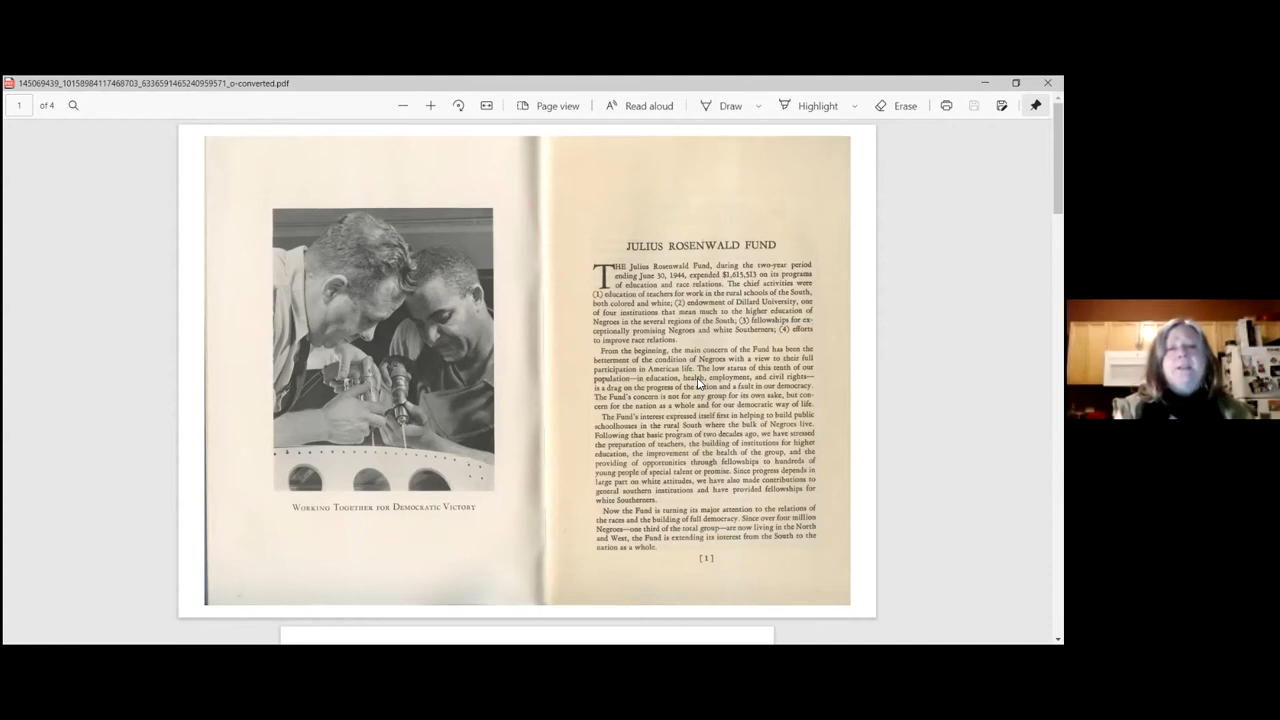 145069439_10158984117468703_6336591465240959571_o-converted.pdf
1 of 4
Page view
Read aloud
Draw
Highlight
Erase
WORKING TOGETHER FOR DEMOCRATIC VICTORY
JULIUS ROSENWALD FUND
THE Julius Rosenwald Fund, during the two-year period
ending June 30, 1944, expended $1,615,513 on its programs
of education and race relations. The chief activities were
(1) education of teachers for work in the rural schools of the South,
both colored and white; (2) endowment of Dillard University, one
of four institutions that mean much to the higher education of
Negroes in the several regions of the South; (3) fellowships for ex-
ceptionally promising Negroes and white Southerners; (4) efforts
to improve race relations.
From the beginning, the main concern of the Fund has been the
betterment of the condition of Negroes with a view to their full
participation in American life. The low status of this tenth of our
population—in education, health, employment, and civil rights—
is a drag on the progress of the nation and a fault in our democracy.
The Fund's concern is not for any group for its own sake, but con-
cern for the nation as a whole and for our democratic way of life.
The Fund's interest expressed itself first in helping to build public
schoolhouses in the rural South where the bulk of Negroes live.
Following that basic program of two decades ago, we have stressed
the preparation of teachers, the building of institutions for higher
education, the improvement of the health of the group, and the
providing of opportunities through fellowships to hundreds of
young people of special talent or promise. Since progress depends in
large part on white attitudes, we have also made contributions to
general southern institutions and have provided fellowships for
white Southerners.
Now the Fund is turning its major attention to the relations of
the races and the building of full democracy. Since over four million
Negroes—one third of the total group—are now living in the North
and West, the Fund is extending its interest from the South to the
nation as a whole.
[ 1 ]